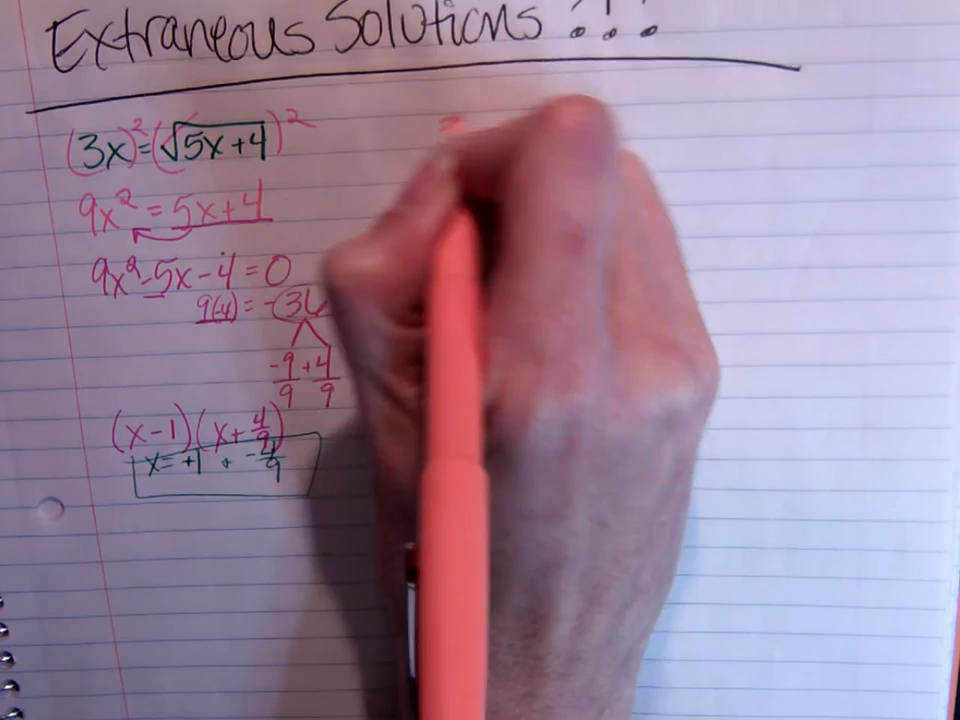 Extraneous Solutions ?!!
(3x)²=(√5x+4)²
9x² = 5x+4
9x²-5x-4=0
9(-4) = -(36
-9 +4
9 9
(x-1)(x+4/9)
x= +1 + -4/9